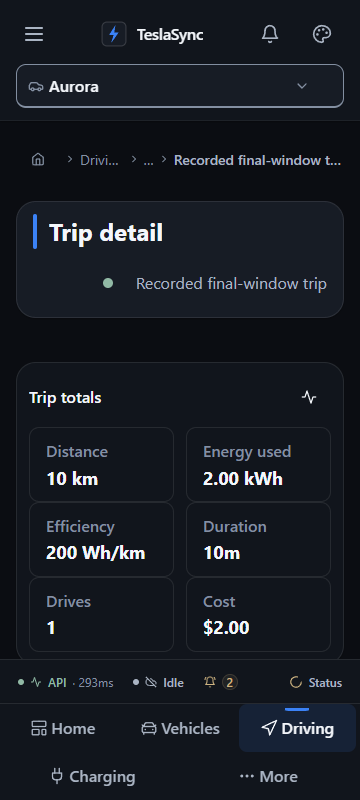 TeslaSync
Aurora
Drivi... ... Recorded final-window t...
Trip detail
Recorded final-window trip
Trip totals
Distance Energy used
10 km 2.00 kWh
Efficiency Duration
200 Wh/km 10m
Drives Cost
1 $2.00
API · 293ms Idle 2 Status
Home Vehicles Driving
Charging More